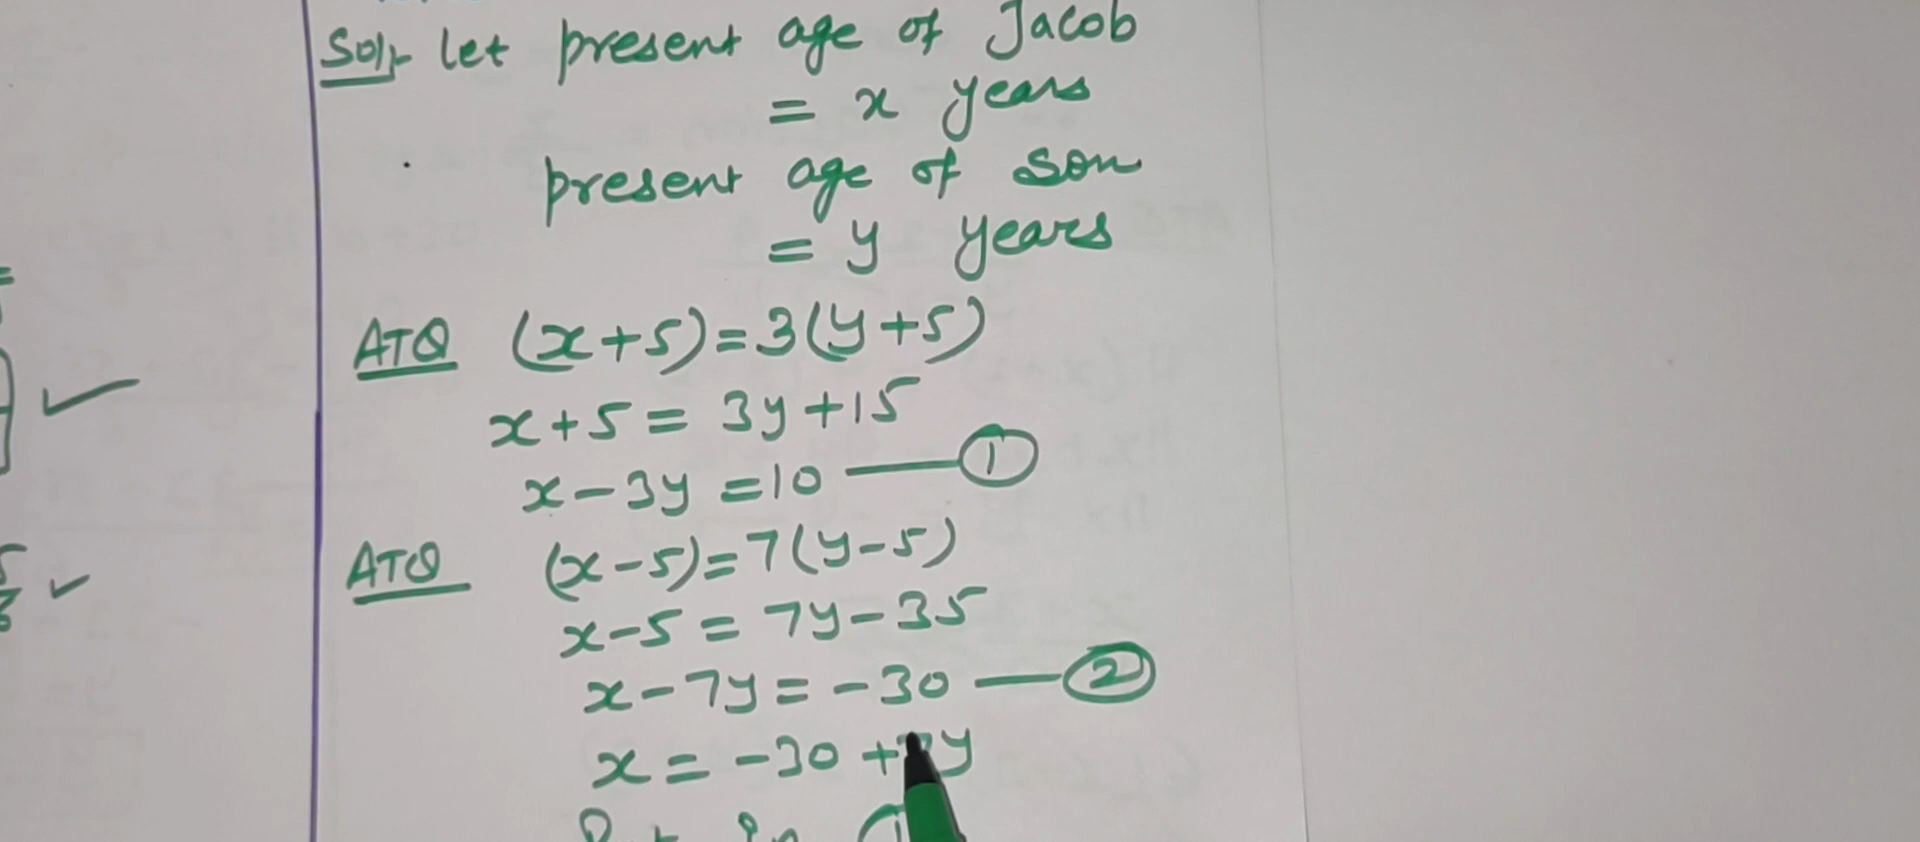 Soln let present age of Jacob
= x years
present age of son
= y years
ATQ (x+5)=3(y+5)
x+5 = 3y+15
x-3y =10 — 1
ATQ (x-5)=7(y-5)
x-5 = 7y-35
x-7y = -30 — 2
x = -30 + y